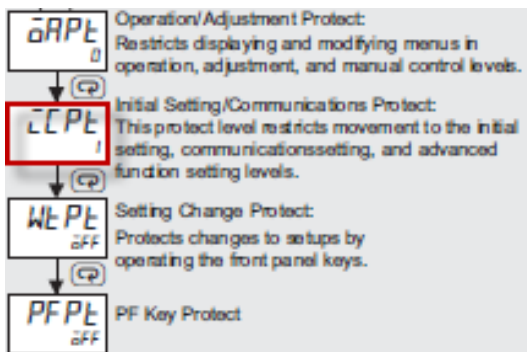 oAPt
0
Operation/Adjustment Protect:
Restricts displaying and modifying menus in
operation, adjustment, and manual control levels.
ICPt
1
Initial Setting/Communications Protect:
This protect level restricts movement to the initial
setting, communicationssetting, and advanced
function setting levels.
WtPt
oFF
Setting Change Protect:
Protects changes to setups by
operating the front panel keys.
PFPt
oFF
PF Key Protect